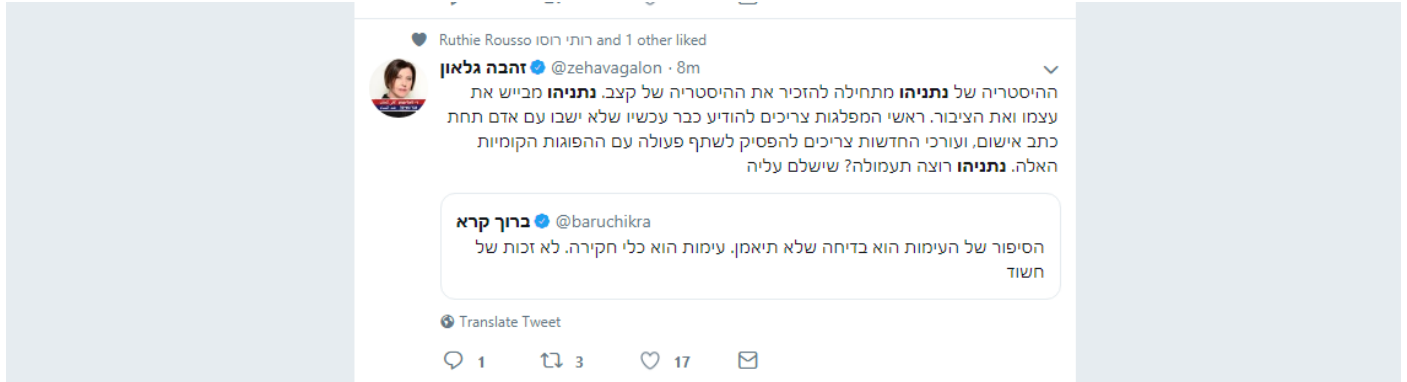 Ruthie Rousso רותי רוסו and 1 other liked
זהבה גלאון @zehavagalon · 8m
ההיסטריה של נתניהו מתחילה להזכיר את ההיסטריה של קצב. נתניהו מבייש את
עצמו ואת הציבור. ראשי המפלגות צריכים להודיע כבר עכשיו שלא ישבו עם אדם תחת
כתב אישום, ועורכי החדשות צריכים להפסיק לשתף פעולה עם ההפוגות הקומיות
האלה. נתניהו רוצה תעמולה? שישלם עליה
ברוך קרא @baruchikra
הסיפור של העימות הוא בדיחה שלא תיאמן. עימות הוא כלי חקירה. לא זכות של
חשוד
Translate Tweet
1 3 17